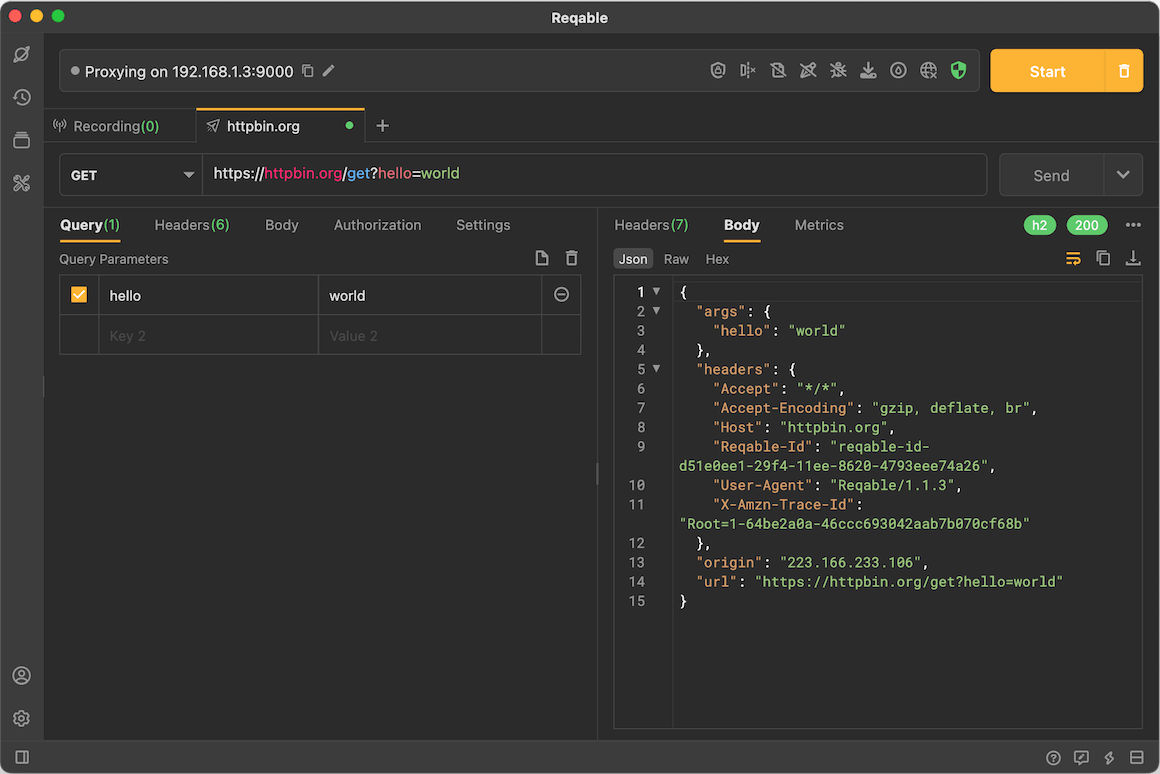 Reqable
Proxying on 192.168.1.3:9000
Start
Recording(0)
httpbin.org
GET
https://httpbin.org/get?hello=world
Send
Query(1) Headers(6) Body Authorization Settings
Query Parameters
hello world
Key 2 Value 2
Headers(7) Body Metrics h2 200
Json Raw Hex
1 {
2 "args": {
3 "hello": "world"
4 },
5 "headers": {
6 "Accept": "*/*",
7 "Accept-Encoding": "gzip, deflate, br",
8 "Host": "httpbin.org",
9 "Reqable-Id": "reqable-id-
d51e0ee1-29f4-11ee-8620-4793eee74a26",
10 "User-Agent": "Reqable/1.1.3",
11 "X-Amzn-Trace-Id":
"Root=1-64be2a0a-46ccc693042aab7b070cf68b"
12 },
13 "origin": "223.166.233.106",
14 "url": "https://httpbin.org/get?hello=world"
15 }